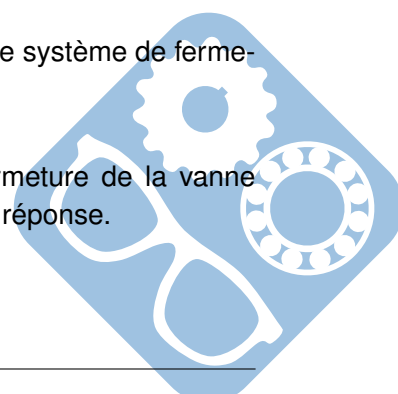 e système de ferme-
rmeture de la vanne
réponse.